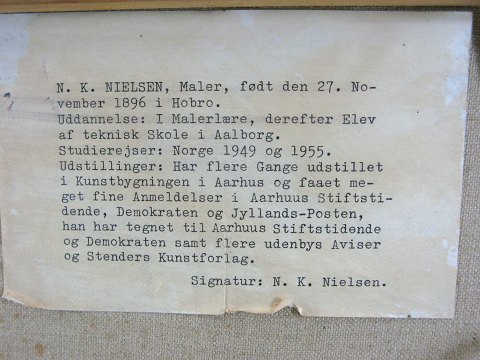 N. K. NIELSEN, Maler, født den 27. No-
vember 1896 i Hobro.
Uddannelse: I Malerlære, derefter Elev
af teknisk Skole i Aalborg.
Studierejser: Norge 1949 og 1955.
Udstillinger: Har flere Gange udstillet
i Kunstbygningen i Aarhus og faaet me-
get fine Anmeldelser i Aarhuus Stiftsti-
dende, Demokraten og Jyllands-Posten,
han har tegnet til Aarhuus Stiftstidende
og Demokraten samt flere udenbys Aviser
og Stenders Kunstforlag.
Signatur: N. K. Nielsen.